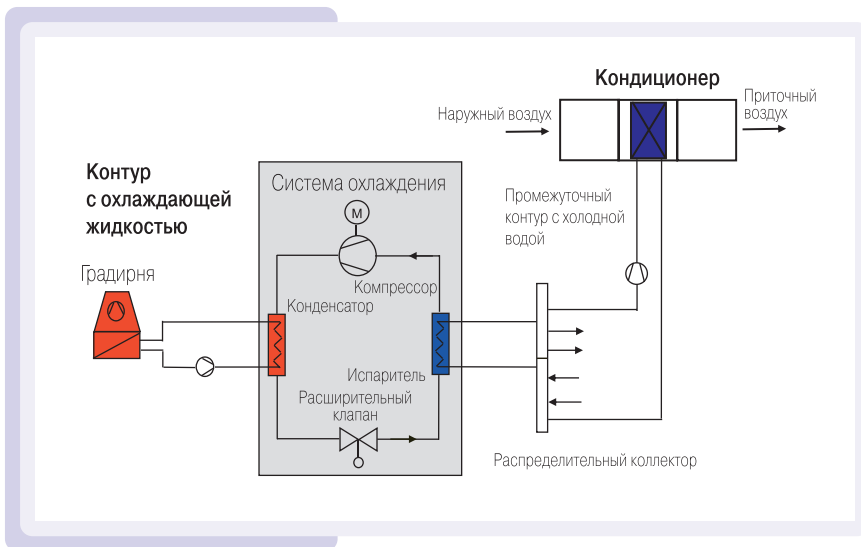 Кондиционер
Наружный воздух
Приточный
воздух
Контур
с охлаждающей
жидкостью
Система охлаждения
М
Промежуточный
контур с холодной
водой
Градирня
Компрессор
Конденсатор
Испаритель
Расширительный
клапан
Распределительный коллектор